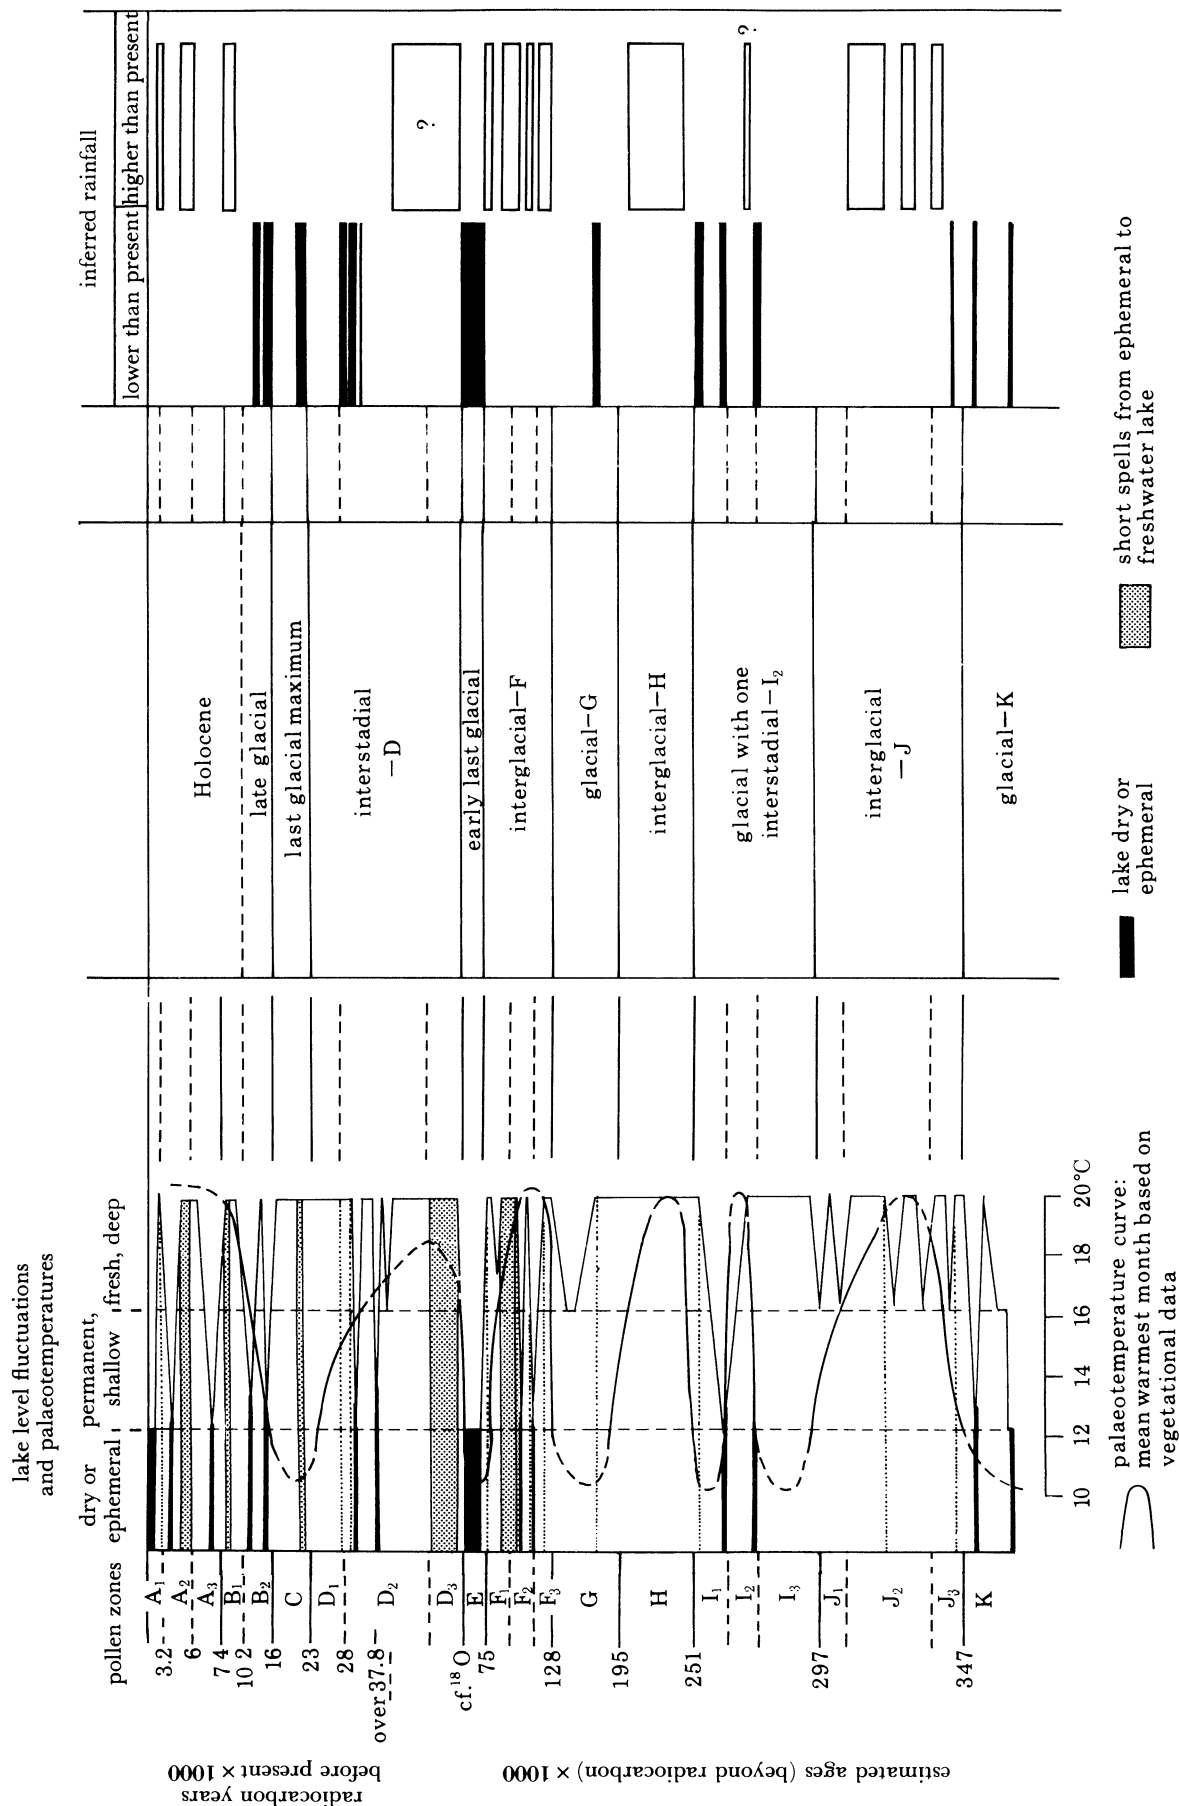 lake level fluctuations
and palaeotemperatures
inferred rainfall
pollen zones
dry or
ephemeral
permanent,
shallow
fresh, deep
lower than present
higher than present
radiocarbon years
before present × 1000
3.2
6
7 4
10 2
16
23
28
over 37.8
cf. ¹⁸O
75
128
195
251
297
347
estimated ages (beyond radiocarbon) × 1000
A₁
A₂
A₃
B₁
B₂
C
D₁
D₂
D₃
E
F₁
F₂
F₃
G
H
I₁
I₂
I₃
J₁
J₂
J₃
K
Holocene
late glacial
last glacial maximum
interstadial
—D
early last glacial
interglacial—F
glacial—G
interglacial—H
glacial with one
interstadial—I₂
interglacial
—J
glacial—K
?
?
10
12
14
16
18
20°C
palaeotemperature curve:
mean warmest month based on
vegetational data
lake dry or
ephemeral
short spells from ephemeral to
freshwater lake